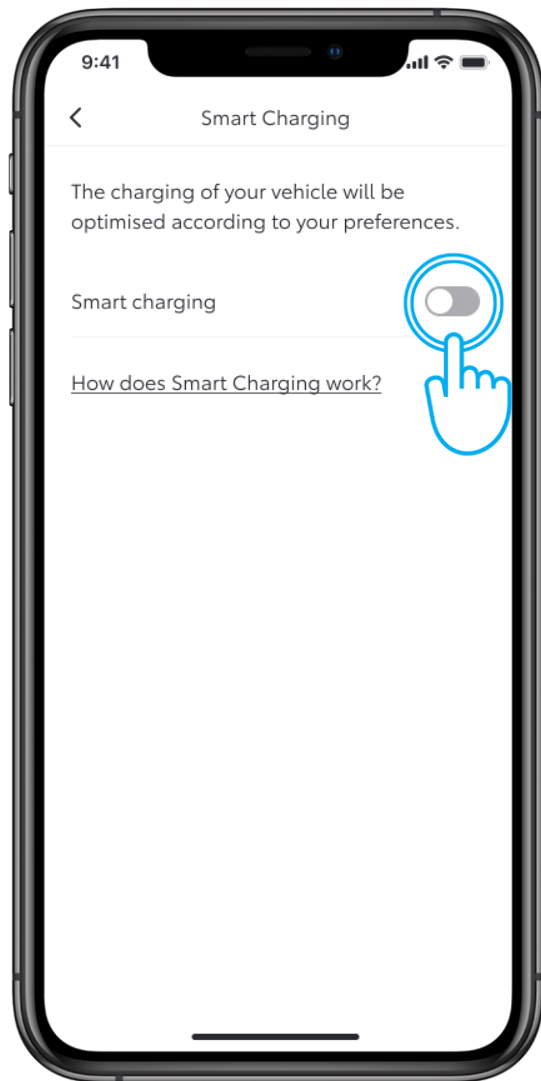 9:41
Smart Charging
The charging of your vehicle will be
optimised according to your preferences.
Smart charging
How does Smart Charging work?